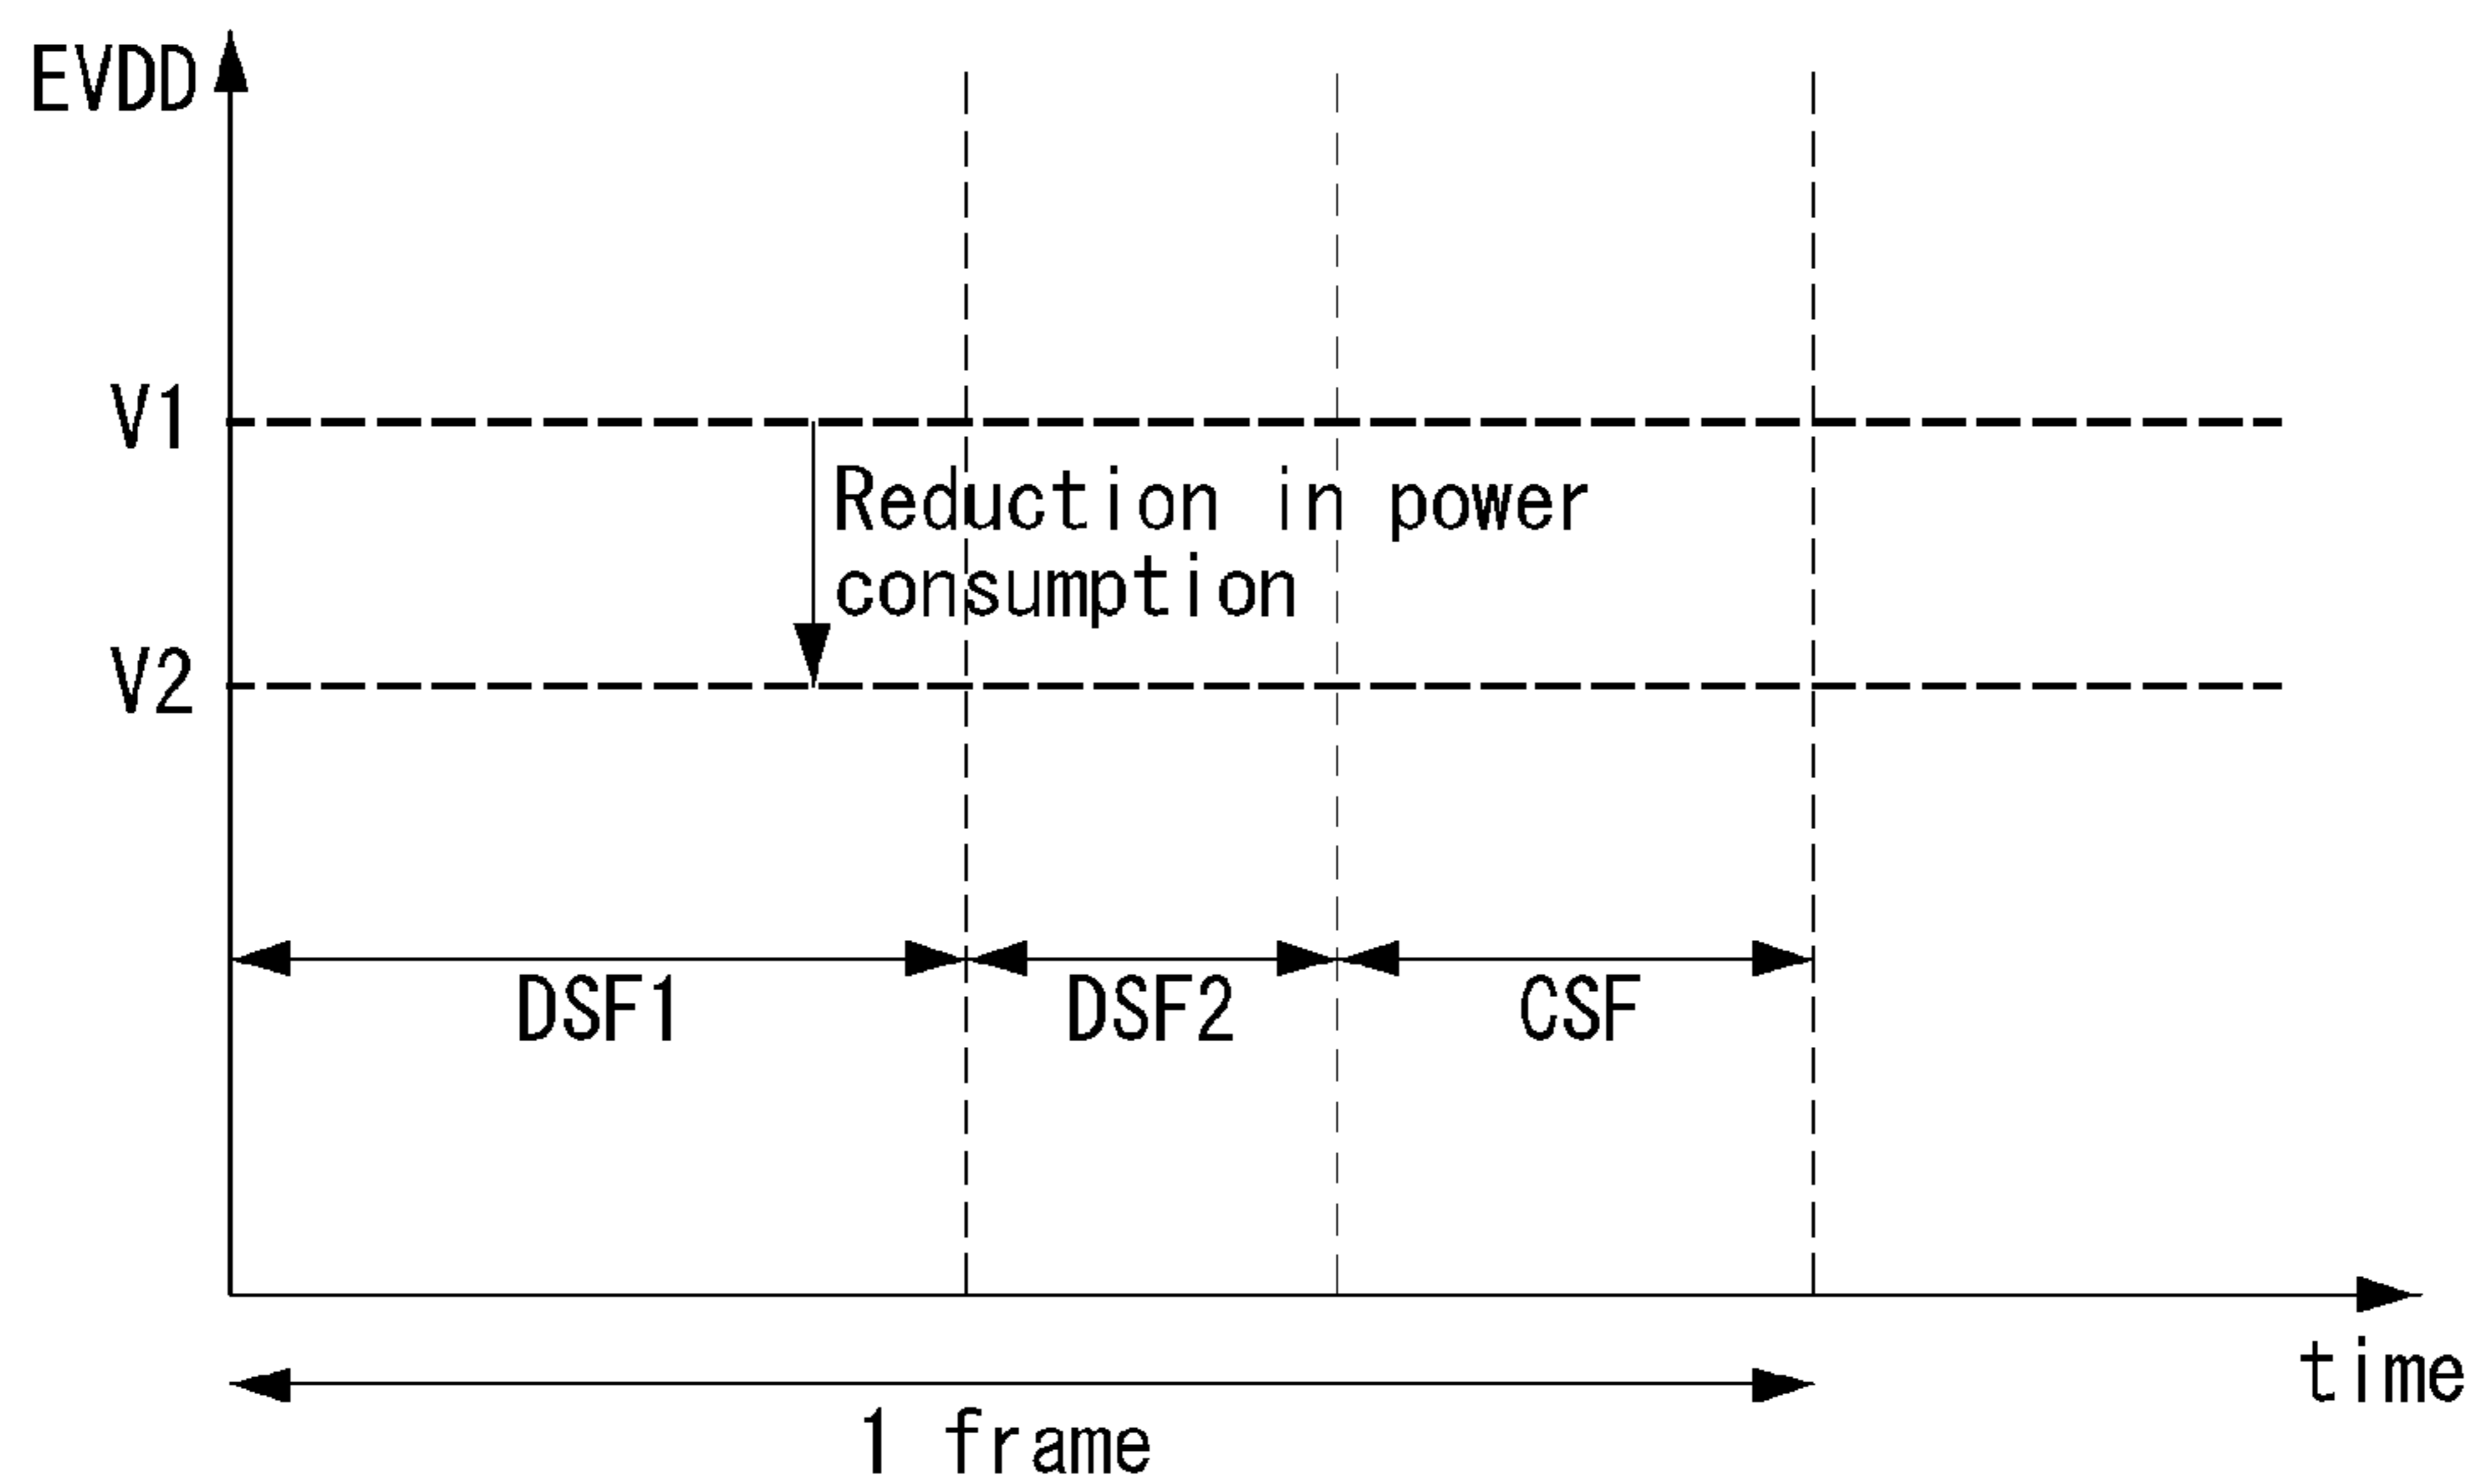 EVDD
V1
Reduction in power
consumption
V2
DSF1 DSF2 CSF
time
1 frame